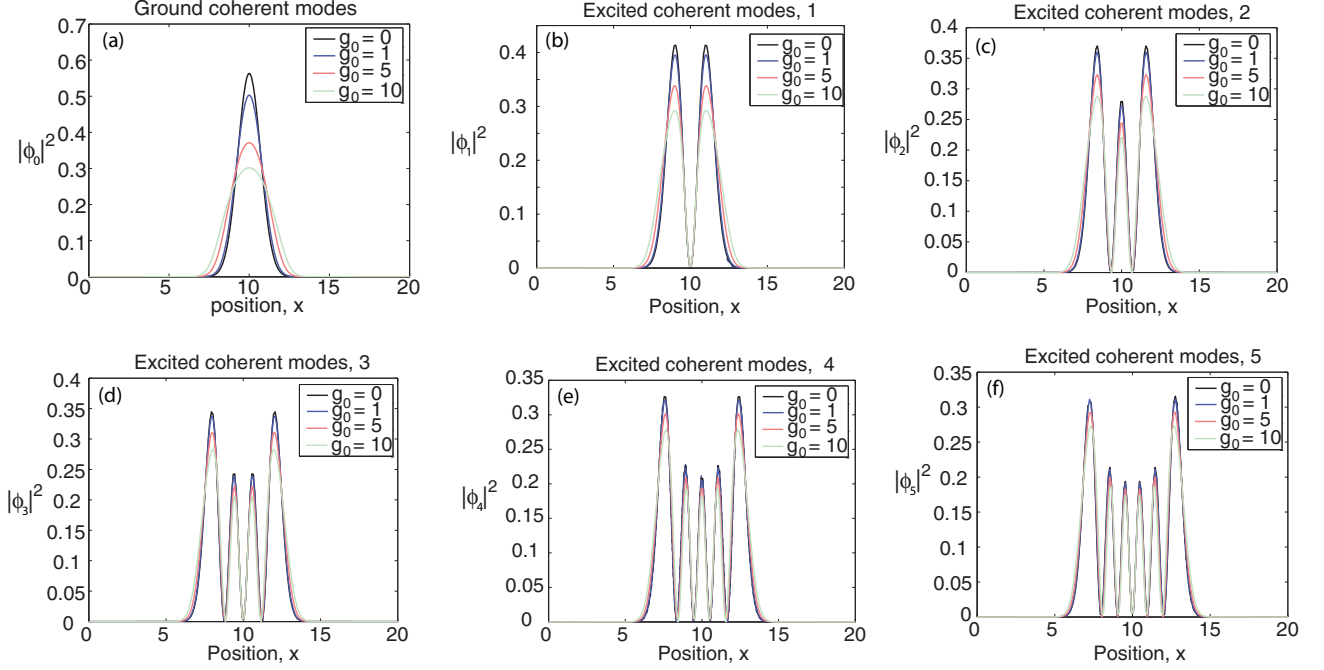 Ground coherent modes
(a)
g0 = 0
g0 = 1
g0 = 5
g0 = 10
|ϕ0|2
0.7
0.6
0.5
0.4
0.3
0.2
0.1
0
0 5 10 15 20
position, x
Excited coherent modes, 1
(b)
g0 = 0
g0 = 1
g0 = 5
g0 = 10
|ϕ1|2
0.4
0.3
0.2
0.1
0
0 5 10 15 20
Position, x
Excited coherent modes, 2
(c)
g0 = 0
g0 = 1
g0 = 5
g0 = 10
|ϕ2|2
0.4
0.35
0.3
0.25
0.2
0.15
0.1
0.05
0
0 5 10 15 20
Position, x
Excited coherent modes, 3
(d)
g0 = 0
g0 = 1
g0 = 5
g0 = 10
|ϕ3|2
0.4
0.35
0.3
0.25
0.2
0.15
0.1
0.05
0
0 5 10 15 20
Position, x
Excited coherent modes, 4
(e)
g0 = 0
g0 = 1
g0 = 5
g0 = 10
|ϕ4|2
0.35
0.3
0.25
0.2
0.15
0.1
0.05
0
0 5 10 15 20
Position, x
Excited coherent modes, 5
(f)
g0 = 0
g0 = 1
g0 = 5
g0 = 10
|ϕ5|2
0.35
0.3
0.25
0.2
0.15
0.1
0.05
0
0 5 10 15 20
Position, x